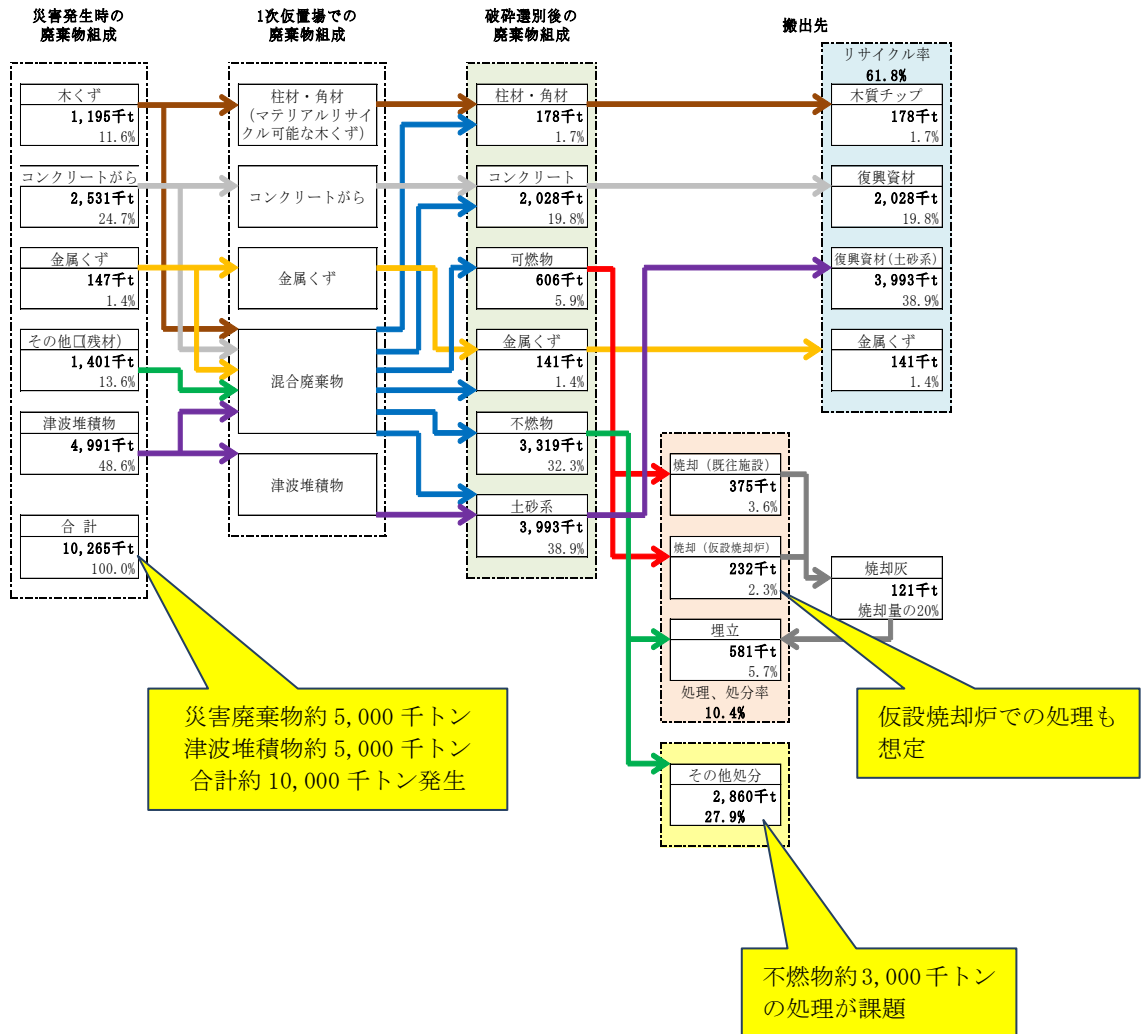 災害発生時の
廃棄物組成
1次仮置場での
廃棄物組成
破砕選別後の
廃棄物組成
搬出先
木くず
1,195千t
11.6%
コンクリートがら
2,531千t
24.7%
金属くず
147千t
1.4%
その他(残材)
1,401千t
13.6%
津波堆積物
4,991千t
48.6%
合 計
10,265千t
100.0%
柱材・角材
(マテリアルリサイ
クル可能な木くず)
コンクリートがら
金属くず
混合廃棄物
津波堆積物
柱材・角材
178千t
1.7%
コンクリート
2,028千t
19.8%
可燃物
606千t
5.9%
金属くず
141千t
1.4%
不燃物
3,319千t
32.3%
土砂系
3,993千t
38.9%
リサイクル率
61.8%
木質チップ
178千t
1.7%
復興資材
2,028千t
19.8%
復興資材(土砂系)
3,993千t
38.9%
金属くず
141千t
1.4%
焼却(既往施設)
375千t
3.6%
焼却(仮設焼却炉)
232千t
2.3%
埋立
581千t
5.7%
処理、処分率
10.4%
焼却灰
121千t
焼却量の20%
その他処分
2,860千t
27.9%
災害廃棄物約 5,000 千トン
津波堆積物約 5,000 千トン
合計約 10,000 千トン発生
仮設焼却炉での処理も
想定
不燃物約 3,000 千トン
の処理が課題